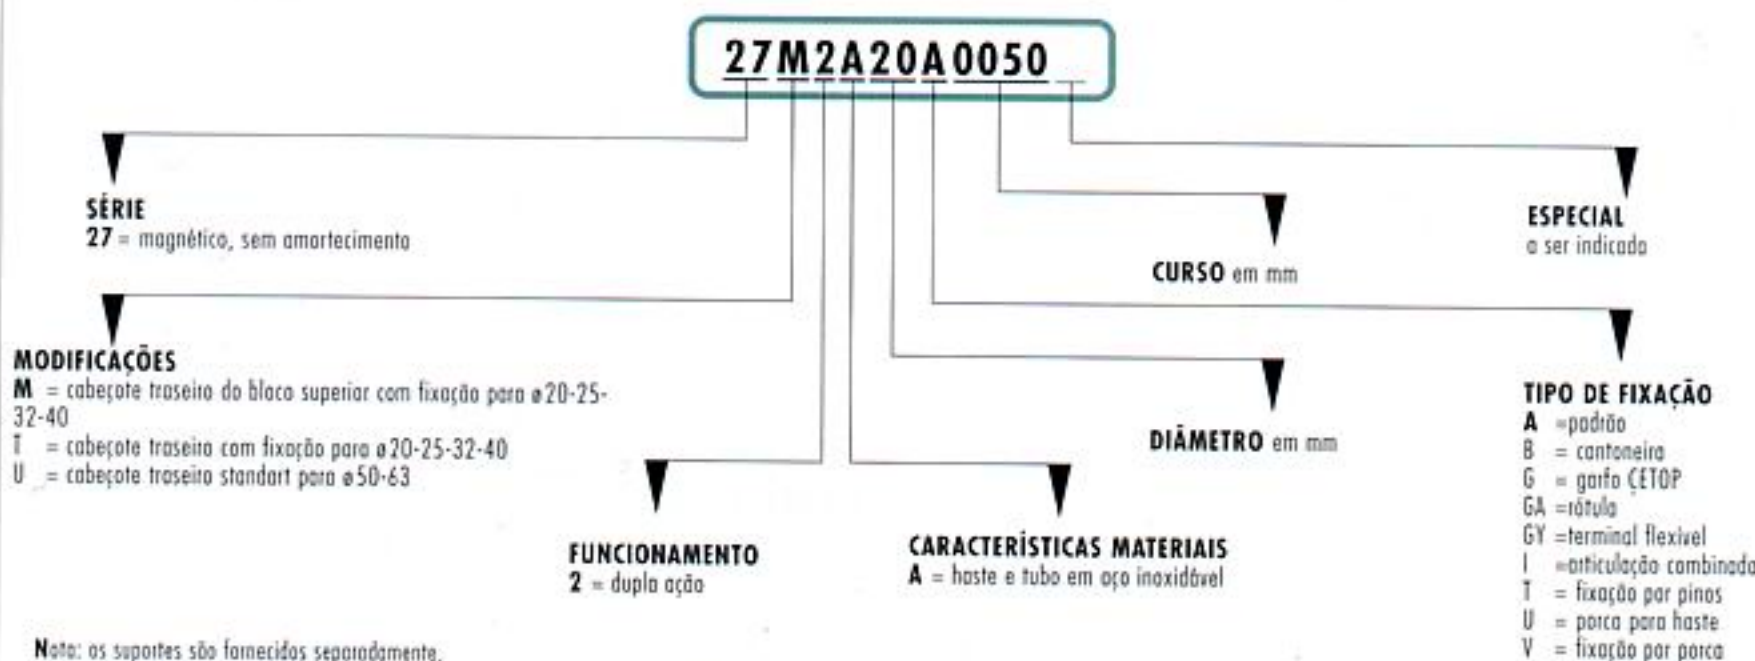 27M2A20A0050
SÉRIE
27 = magnético, sem amortecimento
ESPECIAL
a ser indicado
CURSO em mm
MODIFICAÇÕES
M = cabeçote traseiro do bloco superior com fixação para ø20-25-
32-40
T = cabeçote traseiro com fixação para ø20-25-32-40
U = cabeçote traseiro standart para ø50-63
DIÂMETRO em mm
TIPO DE FIXAÇÃO
A =padrão
B = cantoneira
G = garfo ÇETOP
GA =rótula
GY =terminal flexivel
I =articulação combinada
T = fixação por pinos
U = porca para haste
V = fixação por porca
FUNCIONAMENTO
2 = dupla ação
CARACTERÍSTICAS MATERIAIS
A = haste e tubo em aço inoxidável
Nota: os suportes são fornecidos separadamente.